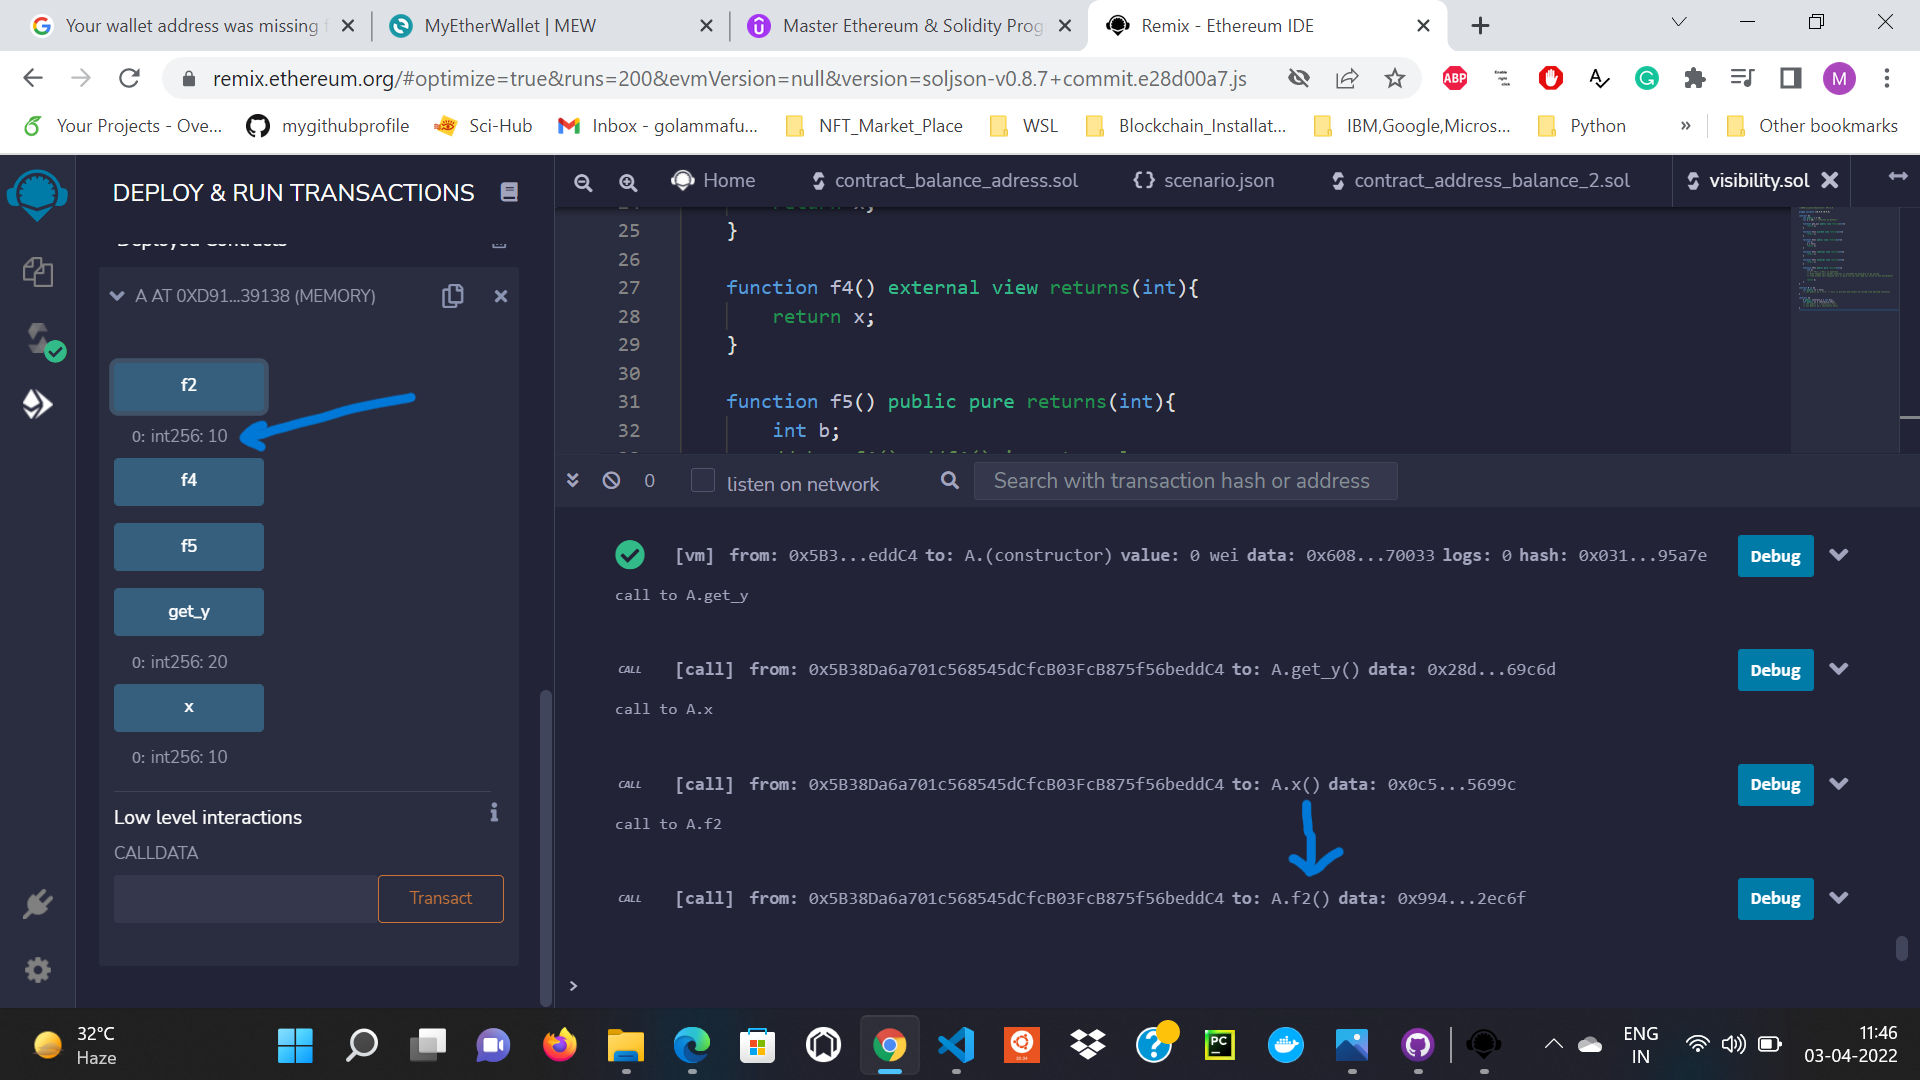 Your wallet address was missing f
MyEtherWallet | MEW
Master Ethereum & Solidity Prog
Remix - Ethereum IDE
remix.ethereum.org/#optimize=true&runs=200&evmVersion=null&version=soljson-v0.8.7+commit.e28d00a7.js
ABP
M
Your Projects - Ove...
mygithubprofile
Sci-Hub
Inbox - golammafu...
NFT_Market_Place
WSL
Blockchain_Installat...
IBM,Google,Micros...
Python
»
Other bookmarks
DEPLOY & RUN TRANSACTIONS
Home
contract_balance_adress.sol
scenario.json
contract_address_balance_2.sol
visibility.sol
Deployed Contracts
A AT 0XD91...39138 (MEMORY)
f2
0: int256: 10
f4
f5
get_y
0: int256: 20
x
0: int256: 10
Low level interactions
CALLDATA
Transact
return x;
25 }
26
27 function f4() external view returns(int){
28 return x;
29 }
30
31 function f5() public pure returns(int){
32 int b;
0
listen on network
Search with transaction hash or address
[vm] from: 0x5B3...eddC4 to: A.(constructor) value: 0 wei data: 0x608...70033 logs: 0 hash: 0x031...95a7e
Debug
call to A.get_y
CALL [call] from: 0x5B38Da6a701c568545dCfcB03FcB875f56beddC4 to: A.get_y() data: 0x28d...69c6d
Debug
call to A.x
CALL [call] from: 0x5B38Da6a701c568545dCfcB03FcB875f56beddC4 to: A.x() data: 0x0c5...5699c
Debug
call to A.f2
CALL [call] from: 0x5B38Da6a701c568545dCfcB03FcB875f56beddC4 to: A.f2() data: 0x994...2ec6f
Debug
>
32°C
Haze
PC
ENG
IN
11:46
03-04-2022